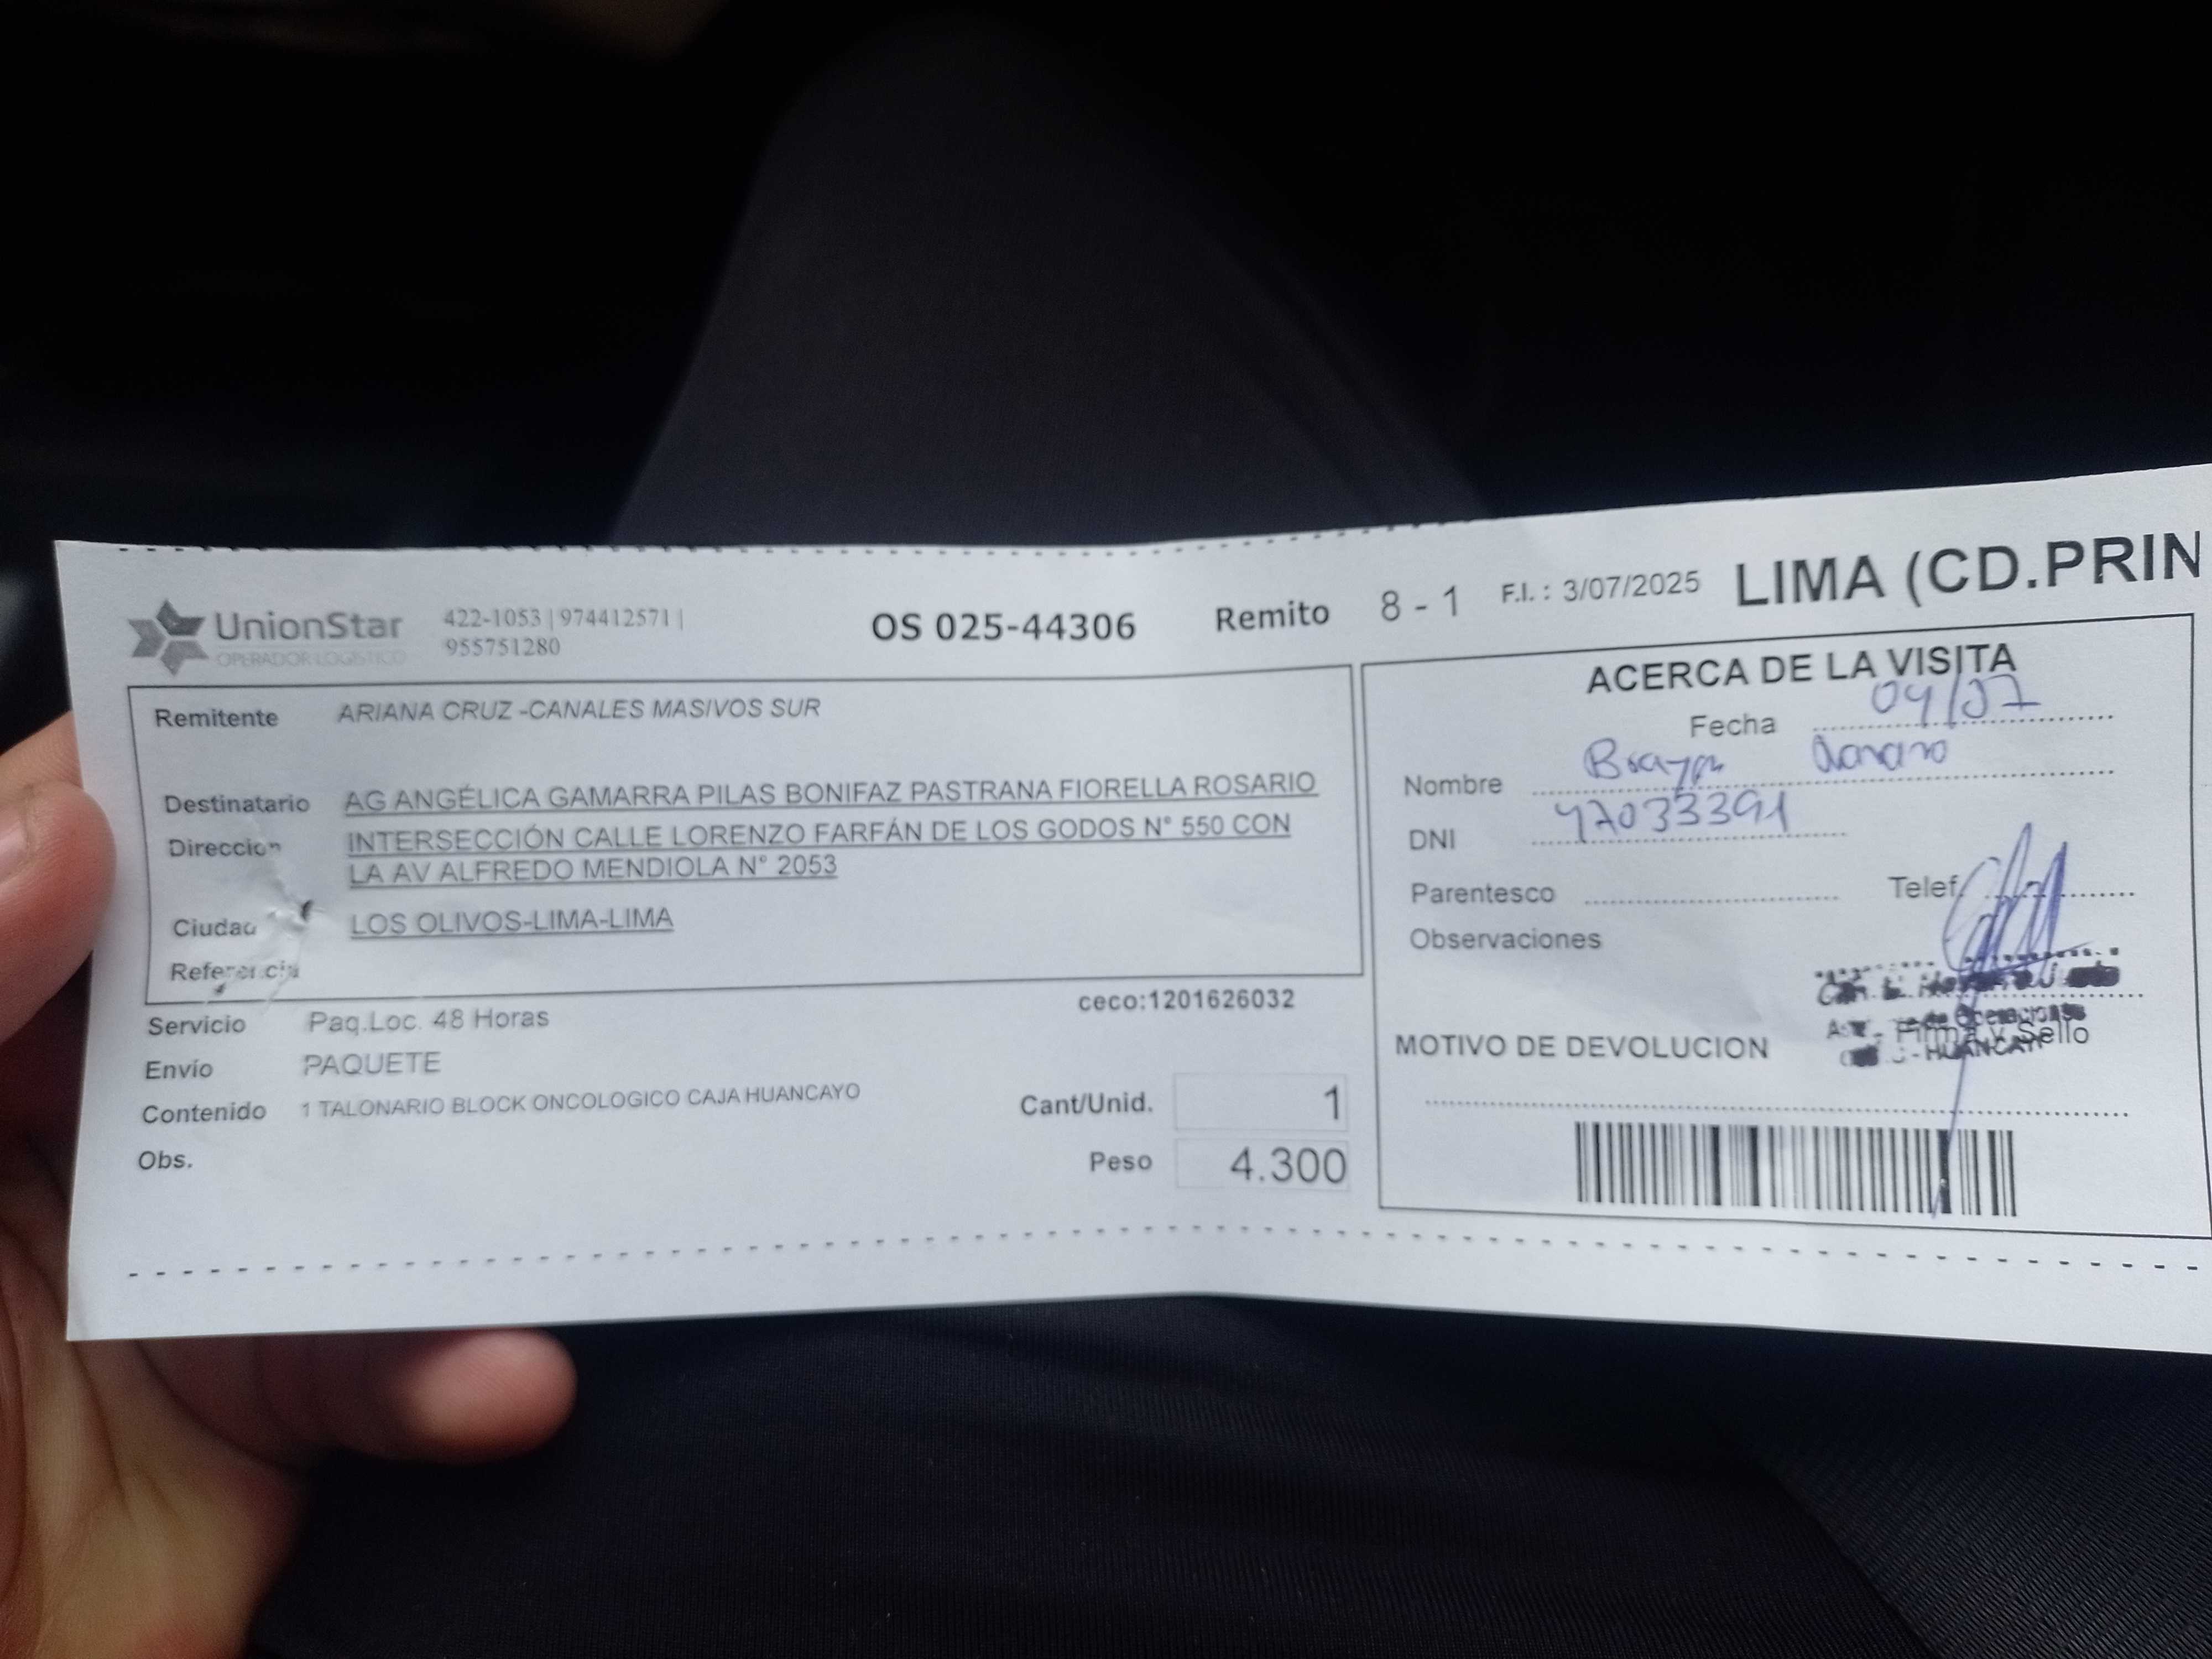 UnionStar
OPERADOR LOGISTICO
422-1053 | 974412571 |
955751280
OS 025-44306
Remito 8 - 1
F.I. : 3/07/2025
LIMA (CD.PRIN
Remitente ARIANA CRUZ -CANALES MASIVOS SUR
Destinatario AG ANGÉLICA GAMARRA PILAS BONIFAZ PASTRANA FIORELLA ROSARIO
Direccion INTERSECCIÓN CALLE LORENZO FARFÁN DE LOS GODOS N° 550 CON
LA AV ALFREDO MENDIOLA N° 2053
Ciudad LOS OLIVOS-LIMA-LIMA
Referencia
ceco:1201626032
Servicio Paq.Loc. 48 Horas
Envío PAQUETE
Contenido 1 TALONARIO BLOCK ONCOLOGICO CAJA HUANCAYO
Cant/Unid. 1
Obs.
Peso 4.300
ACERCA DE LA VISITA
Fecha 04/07
Nombre
DNI 47033391
Parentesco
Telef
Observaciones
de Operaciones
Firma y Sello
- HUANCAYO
MOTIVO DE DEVOLUCION